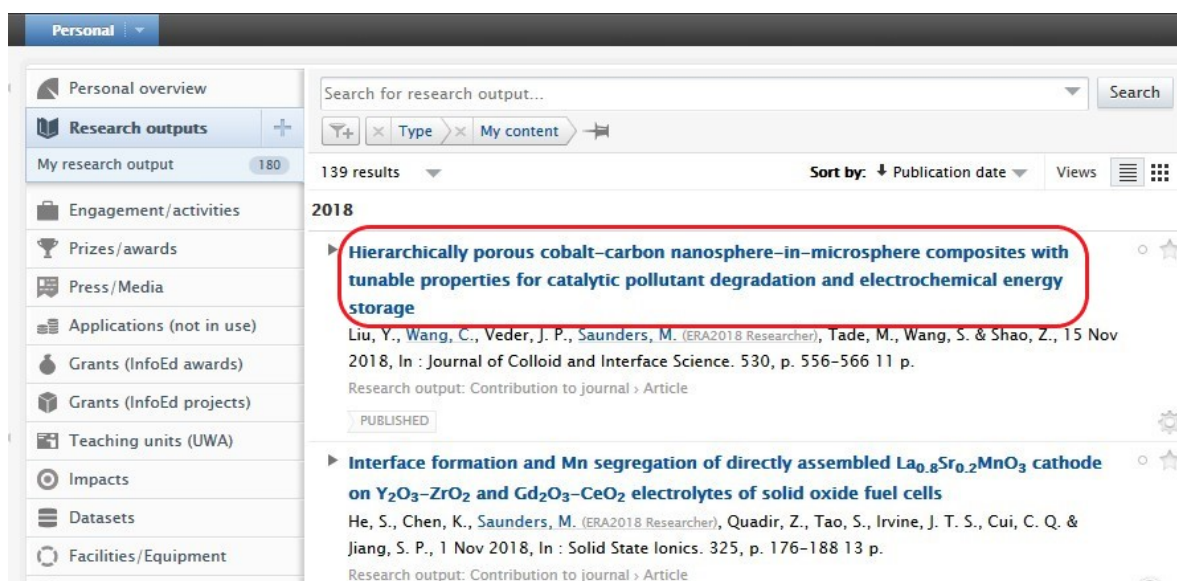 Personal
Personal overview
Research outputs
My research output 180
Engagement/activities
Prizes/awards
Press/Media
Applications (not in use)
Grants (InfoEd awards)
Grants (InfoEd projects)
Teaching units (UWA)
Impacts
Datasets
Facilities/Equipment
Search for research output...
Search
Type My content
139 results Sort by: Publication date Views
2018
Hierarchically porous cobalt–carbon nanosphere–in–microsphere composites with
tunable properties for catalytic pollutant degradation and electrochemical energy
storage
Liu, Y., Wang, C., Veder, J. P., Saunders, M. (ERA2018 Researcher), Tade, M., Wang, S. & Shao, Z., 15 Nov
2018, In : Journal of Colloid and Interface Science. 530, p. 556–566 11 p.
Research output: Contribution to journal › Article
PUBLISHED
Interface formation and Mn segregation of directly assembled La₀.₈Sr₀.₂MnO₃ cathode
on Y₂O₃–ZrO₂ and Gd₂O₃–CeO₂ electrolytes of solid oxide fuel cells
He, S., Chen, K., Saunders, M. (ERA2018 Researcher), Quadir, Z., Tao, S., Irvine, J. T. S., Cui, C. Q. &
Jiang, S. P., 1 Nov 2018, In : Solid State Ionics. 325, p. 176–188 13 p.
Research output: Contribution to journal › Article